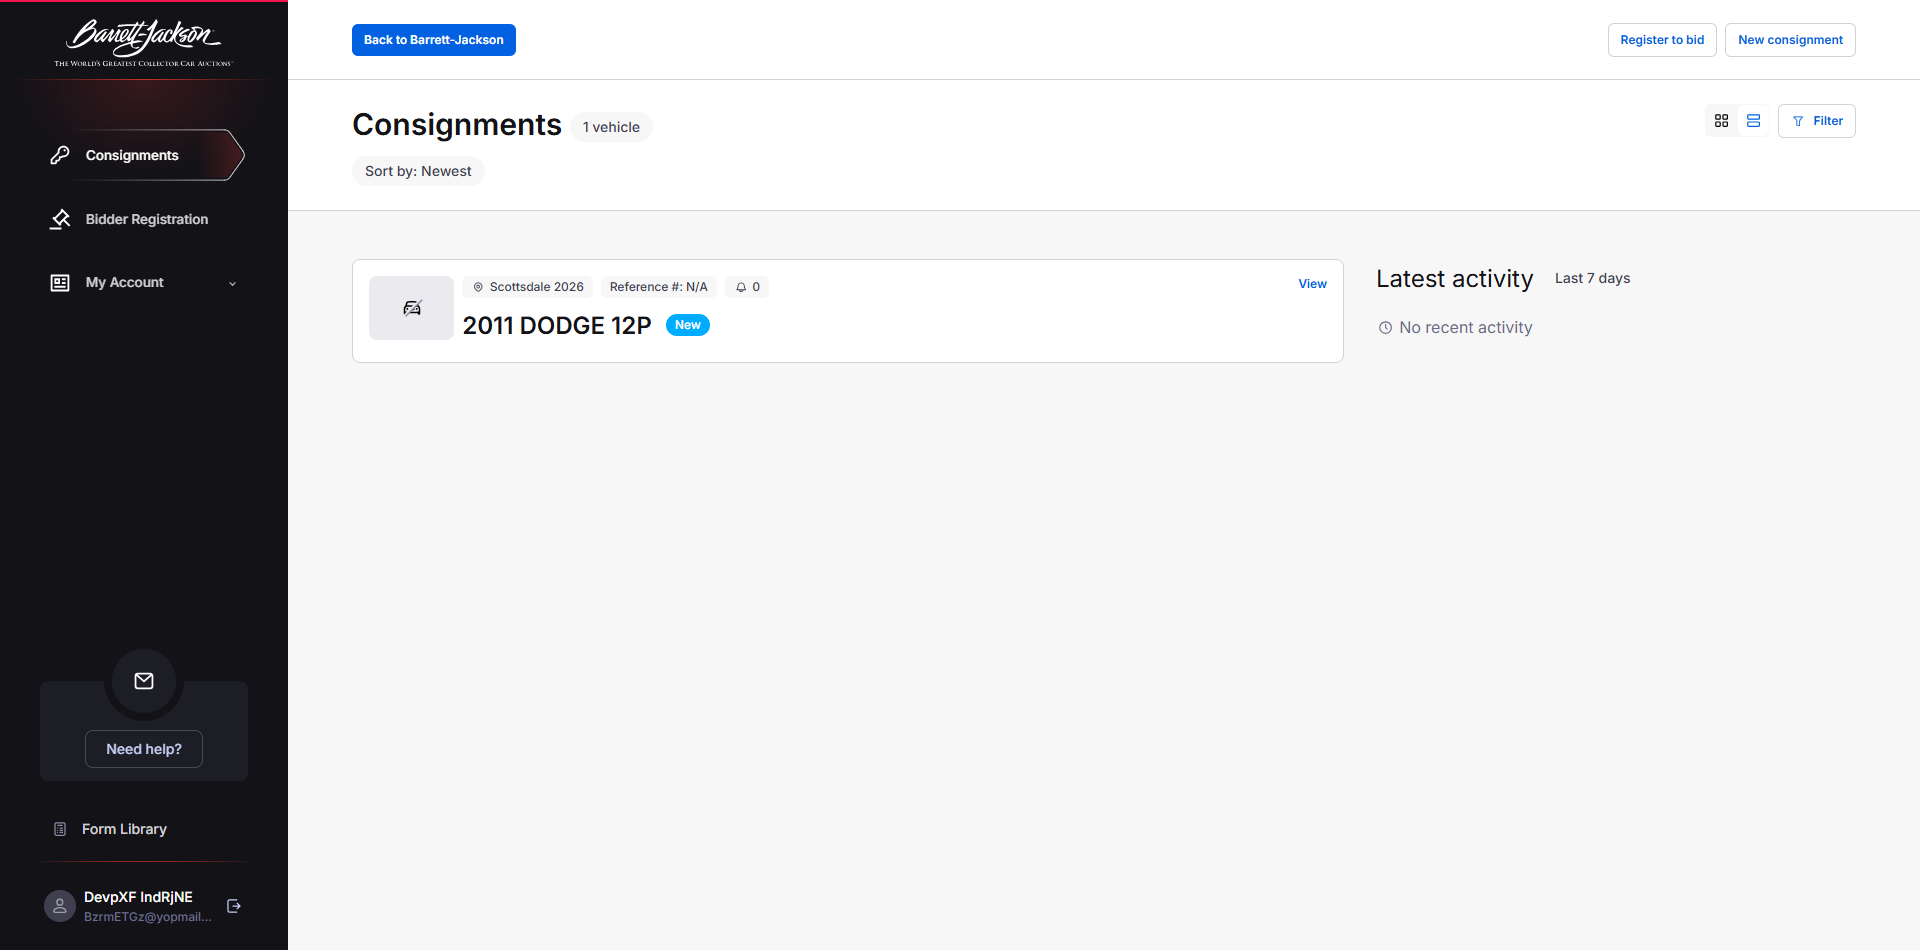 Barrett-Jackson
THE WORLD'S GREATEST COLLECTOR CAR AUCTIONS™
Consignments
Bidder Registration
My Account
Need help?
Form Library
DevpXF IndRjNE
BzrmETGz@yopmail...
Back to Barrett-Jackson
Register to bid
New consignment
Consignments
1 vehicle
Sort by: Newest
Filter
Scottsdale 2026
Reference #: N/A
0
View
2011 DODGE 12P
New
Latest activity
Last 7 days
No recent activity